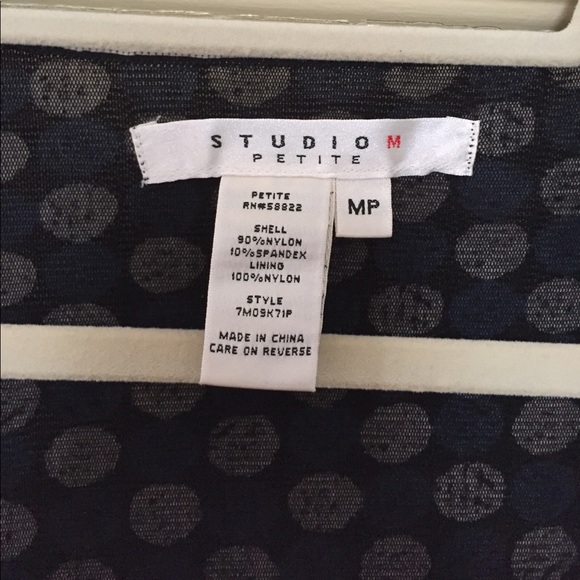 STUDIO M
PETITE
PETITE
RN#58822
MP
SHELL
90%NYLON
10%SPANDEX
LINING
100%NYLON
STYLE
7M09K71P
MADE IN CHINA
CARE ON REVERSE